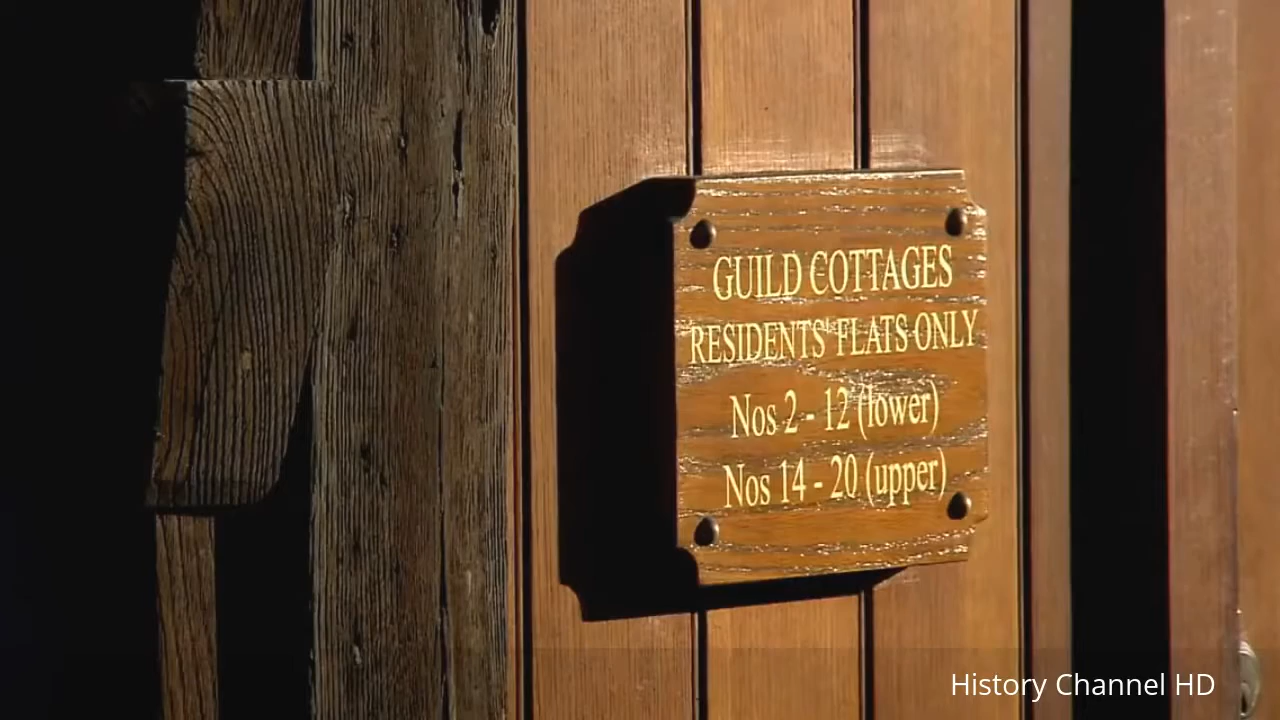 GUILD COTTAGES
RESIDENTS' FLATS ONLY
Nos 2 - 12 (lower)
Nos 14 - 20 (upper)
History Channel HD